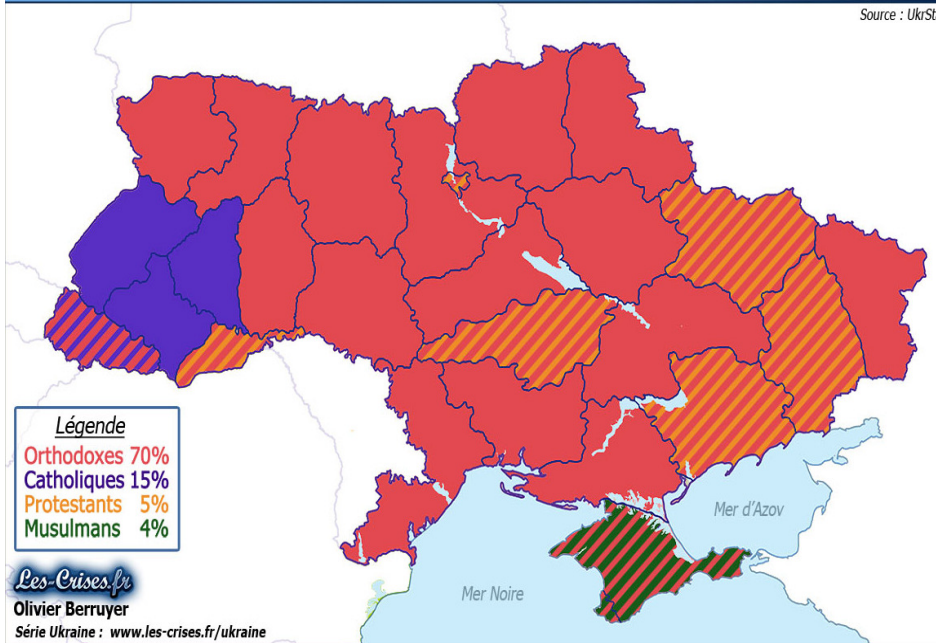 Source : UkrSt
Légende
Orthodoxes 70%
Catholiques 15%
Protestants 5%
Musulmans 4%
Mer d'Azov
Mer Noire
Les-Crises.fr
Olivier Berruyer
Série Ukraine : www.les-crises.fr/ukraine